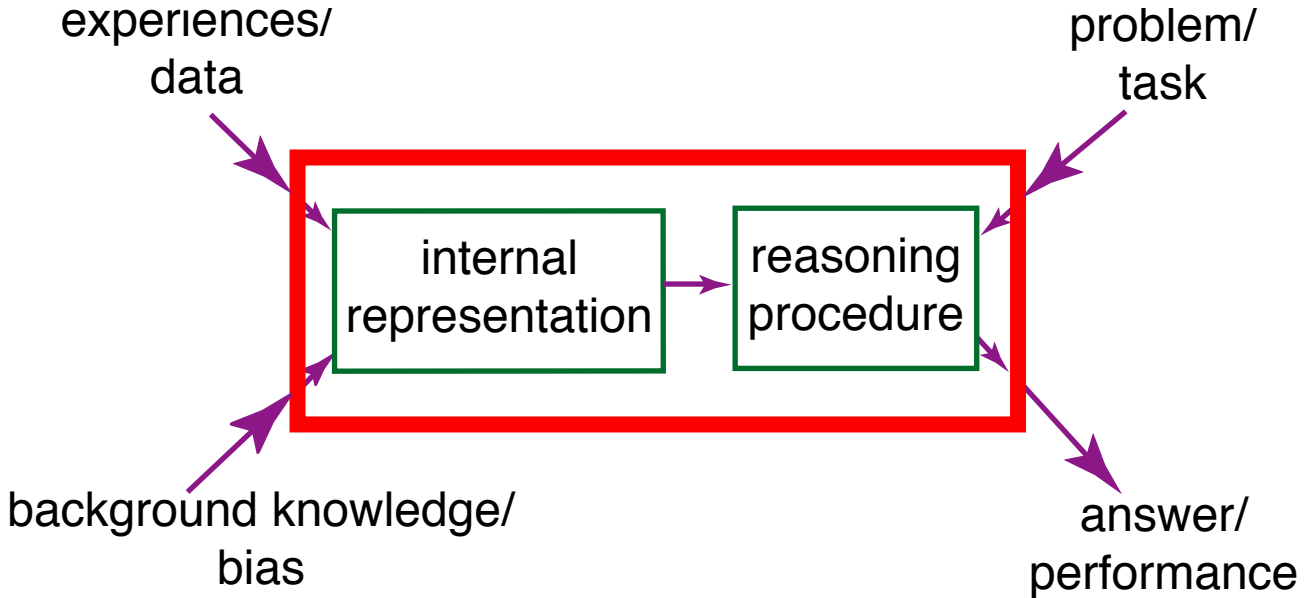 experiences/
data
problem/
task
internal
representation
reasoning
procedure
background knowledge/
bias
answer/
performance